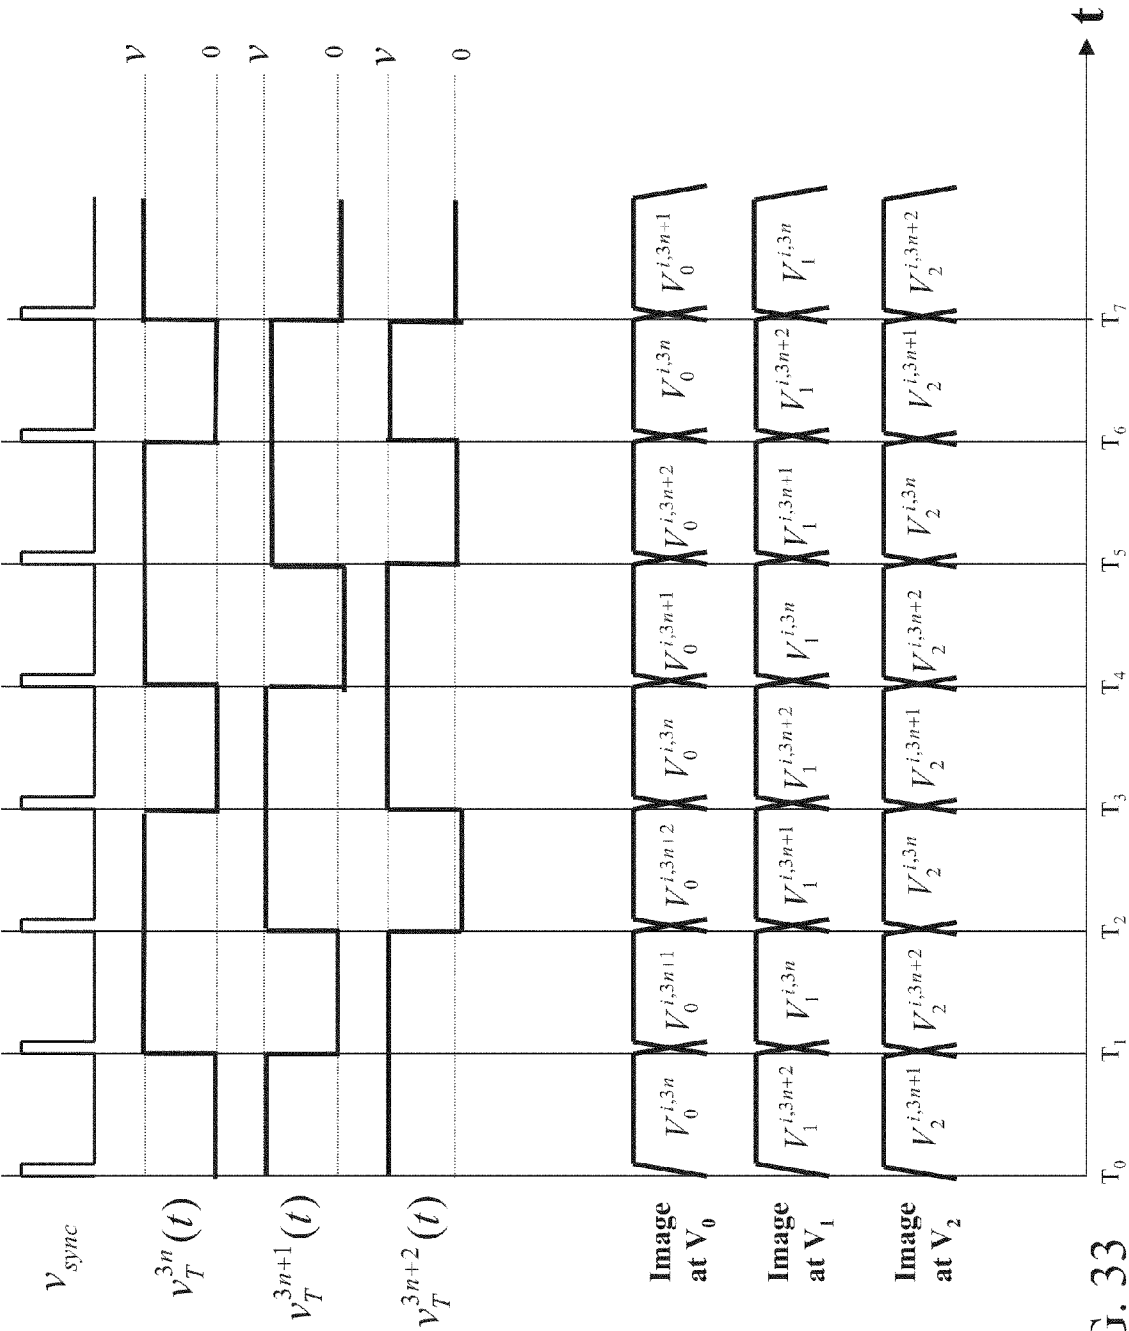 v_sync
v_T^{3n}(t) v 0
v_T^{3n+1}(t) v 0
v_T^{3n+2}(t) v 0
Image at V_0 V_0^{i,3n} V_0^{i,3n+1} V_0^{i,3n+2} V_0^{i,3n} V_0^{i,3n+1} V_0^{i,3n+2} V_0^{i,3n} V_0^{i,3n+1}
Image at V_1 V_1^{i,3n+2} V_1^{i,3n} V_1^{i,3n+1} V_1^{i,3n+2} V_1^{i,3n} V_1^{i,3n+1} V_1^{i,3n+2} V_1^{i,3n}
Image at V_2 V_2^{i,3n+1} V_2^{i,3n+2} V_2^{i,3n} V_2^{i,3n+1} V_2^{i,3n+2} V_2^{i,3n} V_2^{i,3n+1} V_2^{i,3n+2}
t
T_0 T_1 T_2 T_3 T_4 T_5 T_6 T_7
G. 33